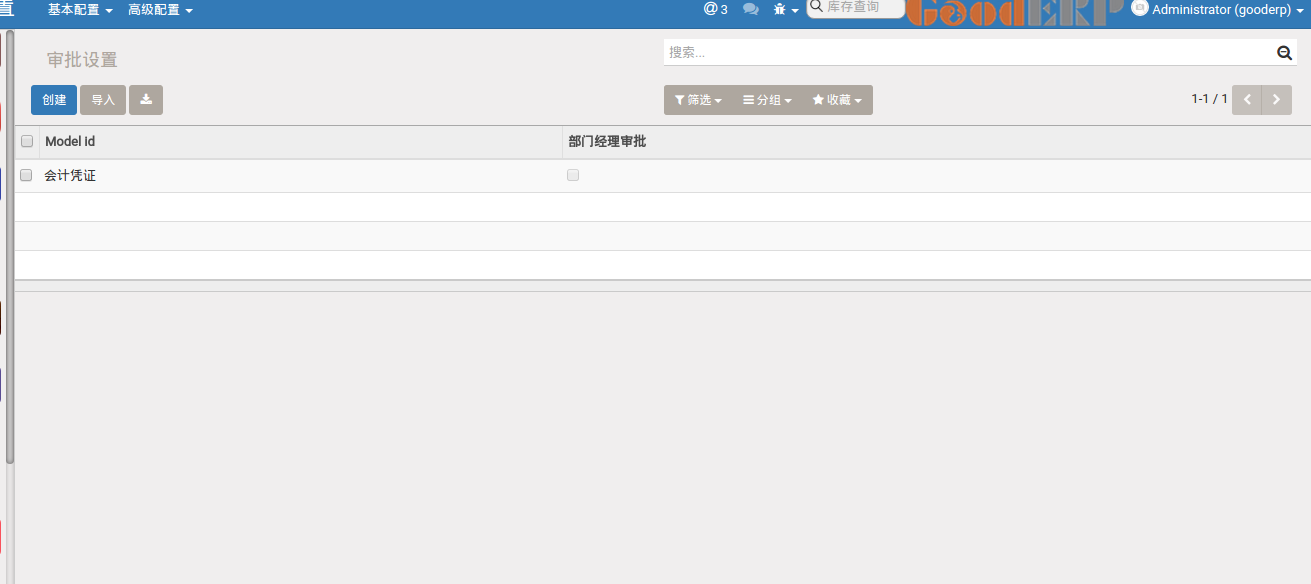 置 基本配置 高级配置 @ 3 库存查询 GoodERP Administrator (gooderp)
审批设置 搜索...
创建 导入 筛选 分组 收藏 1-1 / 1
Model Id 部门经理审批
会计凭证